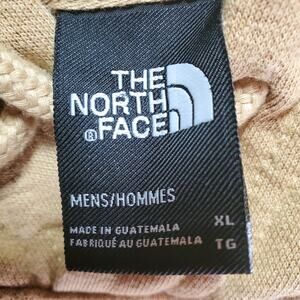 THE
NORTH
FACE
®
MENS/HOMMES
XL
MADE IN GUATEMALA
FABRIQUÉ AU GUATEMALA
TG